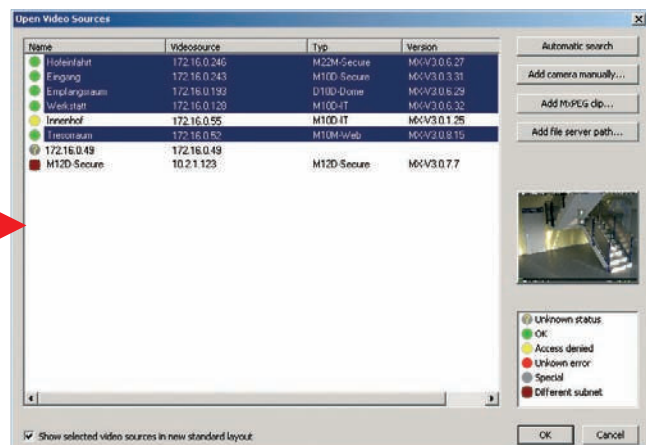 Open Video Sources
Name Videosource Typ Version
Hofeinfahrt 172.16.0.246 M22M-Secure MX-V3.0.6.27
Eingang 172.16.0.243 M10D-Secure MX-V3.0.3.31
Empfangsraum 172.16.0.193 D10D-Dome MX-V3.0.6.29
Werkstatt 172.16.0.128 M10D-IT MX-V3.0.6.32
Innenhof 172.16.0.55 M10D-IT MX-V3.0.1.25
Tresorraum 172.16.0.52 M10M-Web MX-V3.0.8.15
172.16.0.49 172.16.0.49
M12D-Secure 10.2.1.123 M12D-Secure MX-V3.0.7.7
Automatic search
Add camera manually...
Add MxPEG clip...
Add file server path...
Unknown status
OK
Access denied
Unkown error
Special
Different subnet
Show selected video sources in new standard layout
OK Cancel